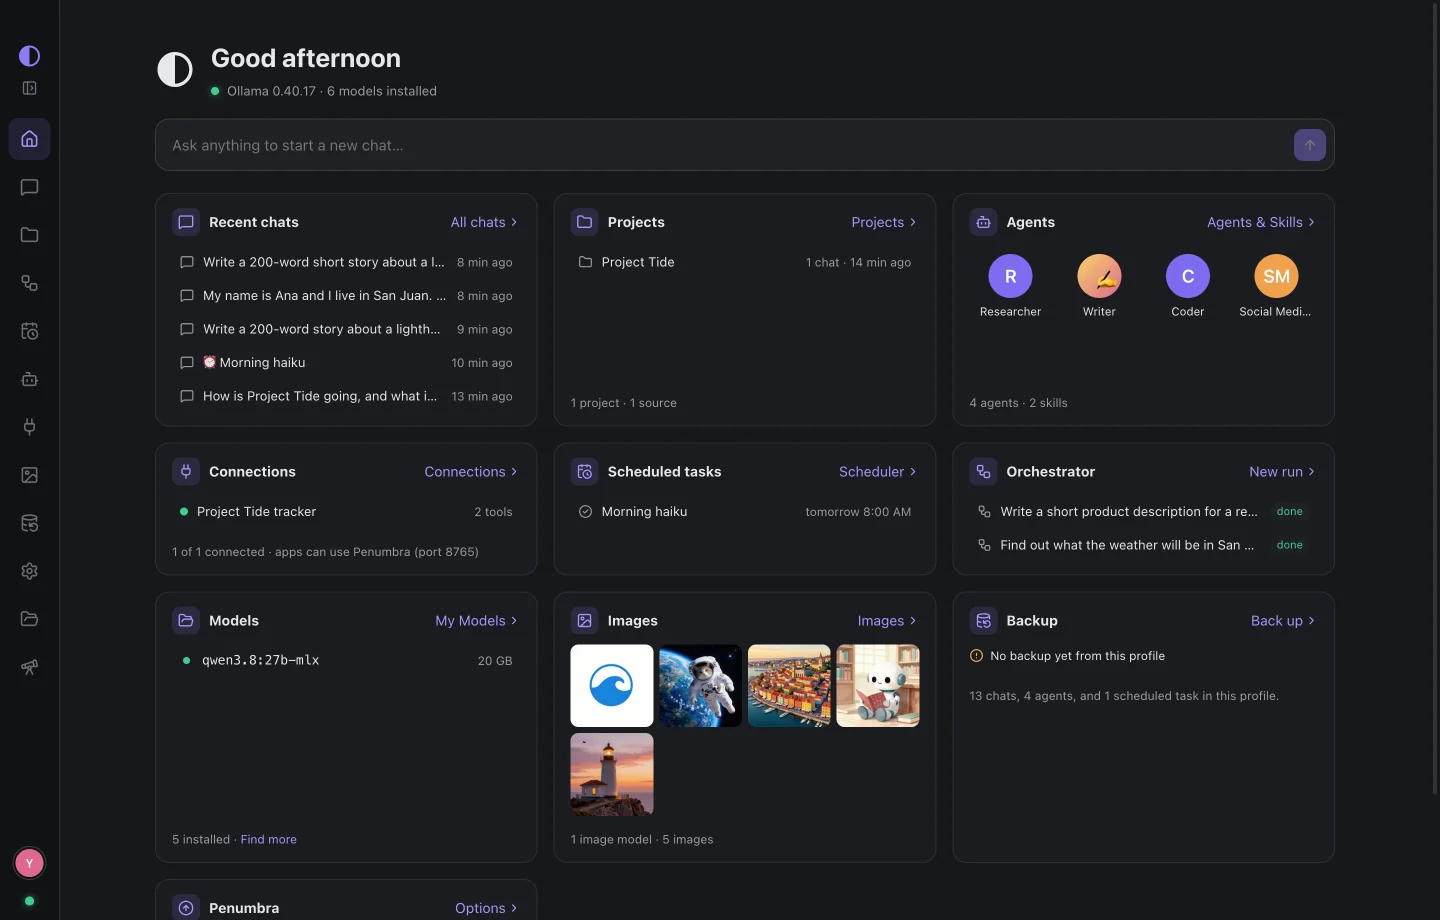 Good afternoon
Ollama 0.40.17 · 6 models installed
Ask anything to start a new chat...
Recent chats
All chats
Write a 200-word short story about a l...
8 min ago
My name is Ana and I live in San Juan. ...
8 min ago
Write a 200-word story about a lighth...
9 min ago
⏰ Morning haiku
10 min ago
How is Project Tide going, and what i...
13 min ago
Projects
Projects
Project Tide
1 chat · 14 min ago
1 project · 1 source
Agents
Agents & Skills
R
C
SM
Researcher
Writer
Coder
Social Medi...
4 agents · 2 skills
Connections
Connections
Project Tide tracker
2 tools
1 of 1 connected · apps can use Penumbra (port 8765)
Scheduled tasks
Scheduler
Morning haiku
tomorrow 8:00 AM
Orchestrator
New run
Write a short product description for a re...
done
Find out what the weather will be in San ...
done
Models
My Models
qwen3.8:27b-mlx
20 GB
5 installed · Find more
Images
Images
1 image model · 5 images
Backup
Back up
No backup yet from this profile
13 chats, 4 agents, and 1 scheduled task in this profile.
Y
Penumbra
Options